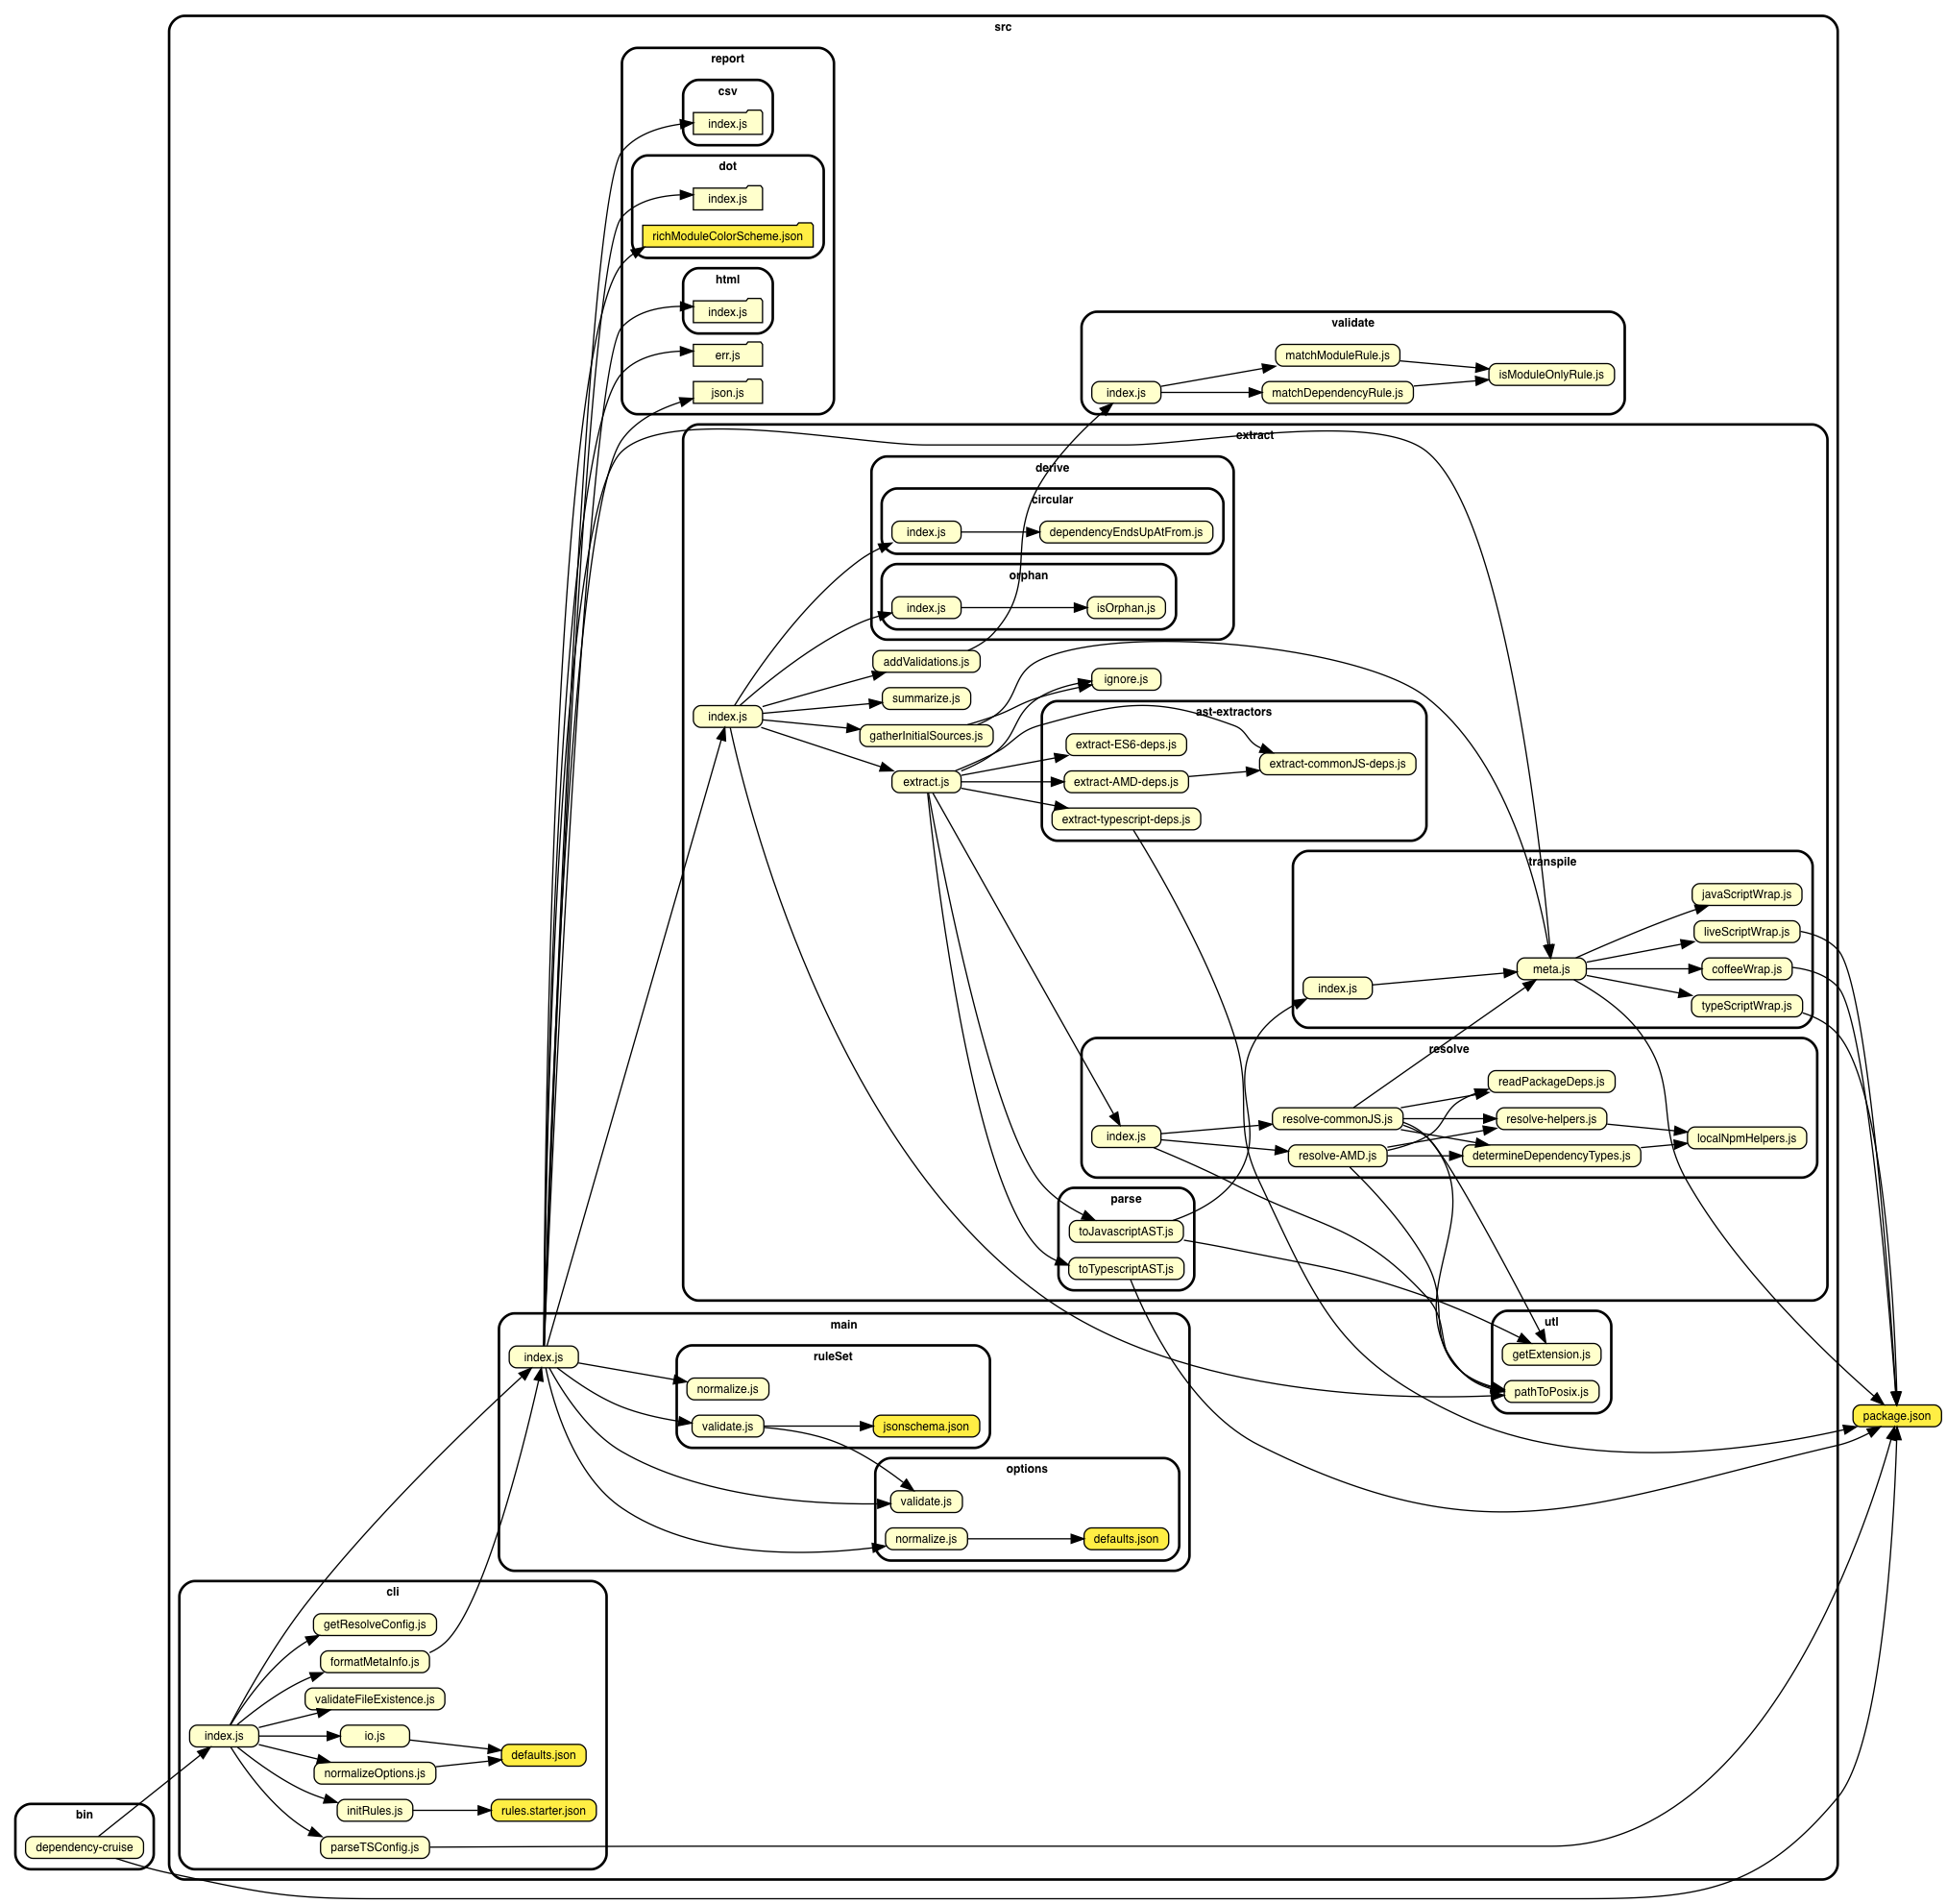 src
report
csv
index.js
dot
index.js
richModuleColorScheme.json
html
index.js
err.js
json.js
validate
index.js
matchModuleRule.js
matchDependencyRule.js
isModuleOnlyRule.js
extract
derive
circular
index.js
dependencyEndsUpAtFrom.js
orphan
index.js
isOrphan.js
addValidations.js
summarize.js
index.js
gatherInitialSources.js
extract.js
ignore.js
ast-extractors
extract-ES6-deps.js
extract-AMD-deps.js
extract-commonJS-deps.js
extract-typescript-deps.js
transpile
javaScriptWrap.js
liveScriptWrap.js
meta.js
coffeeWrap.js
index.js
typeScriptWrap.js
resolve
readPackageDeps.js
resolve-commonJS.js
resolve-helpers.js
index.js
localNpmHelpers.js
resolve-AMD.js
determineDependencyTypes.js
parse
toJavascriptAST.js
toTypescriptAST.js
utl
getExtension.js
pathToPosix.js
package.json
main
index.js
ruleSet
normalize.js
validate.js
jsonschema.json
options
validate.js
normalize.js
defaults.json
cli
getResolveConfig.js
formatMetaInfo.js
validateFileExistence.js
index.js
io.js
defaults.json
normalizeOptions.js
initRules.js
rules.starter.json
parseTSConfig.js
bin
dependency-cruise